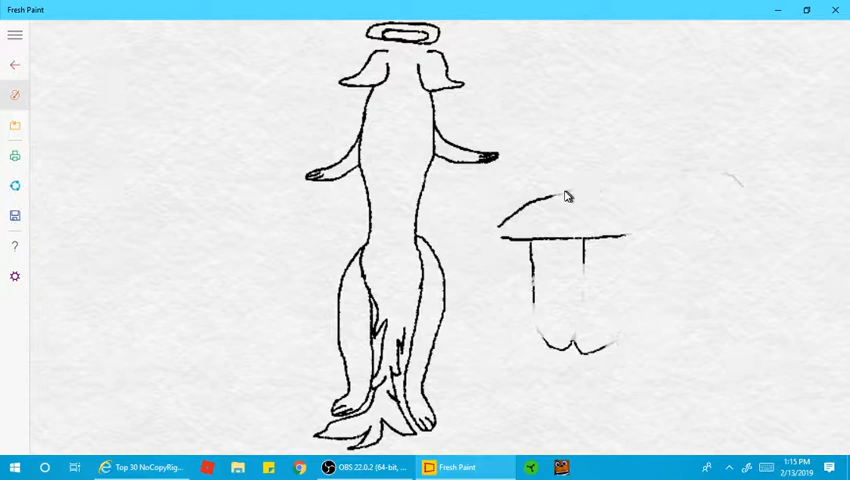 Fresh Paint
?
Top 30 NoCopyRig...
OBS 22.0.2 (64-bit, ...
Fresh Paint
1:15 PM
2/13/2019